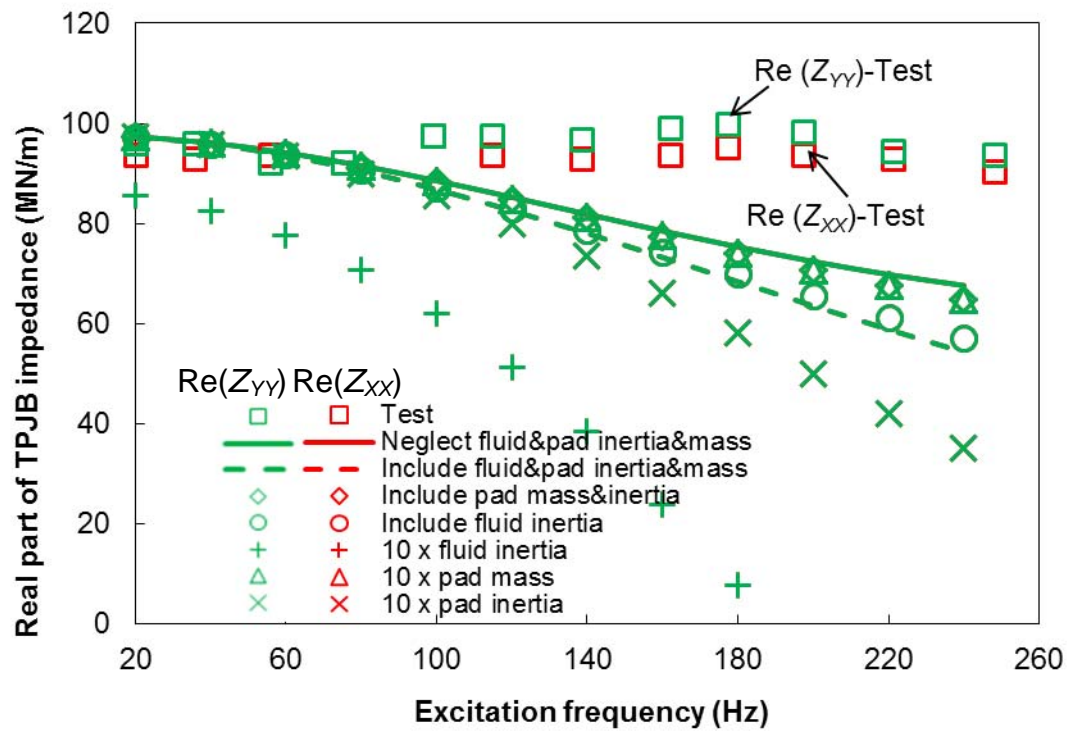 Real part of TPJB impedance (MN/m)
120
100
80
60
40
20
0
Re (ZYY)-Test
Re (ZXX)-Test
Re(ZYY) Re(ZXX)
Test
Neglect fluid&pad inertia&mass
Include fluid&pad inertia&mass
Include pad mass&inertia
Include fluid inertia
10 x fluid inertia
10 x pad mass
10 x pad inertia
20 60 100 140 180 220 260
Excitation frequency (Hz)